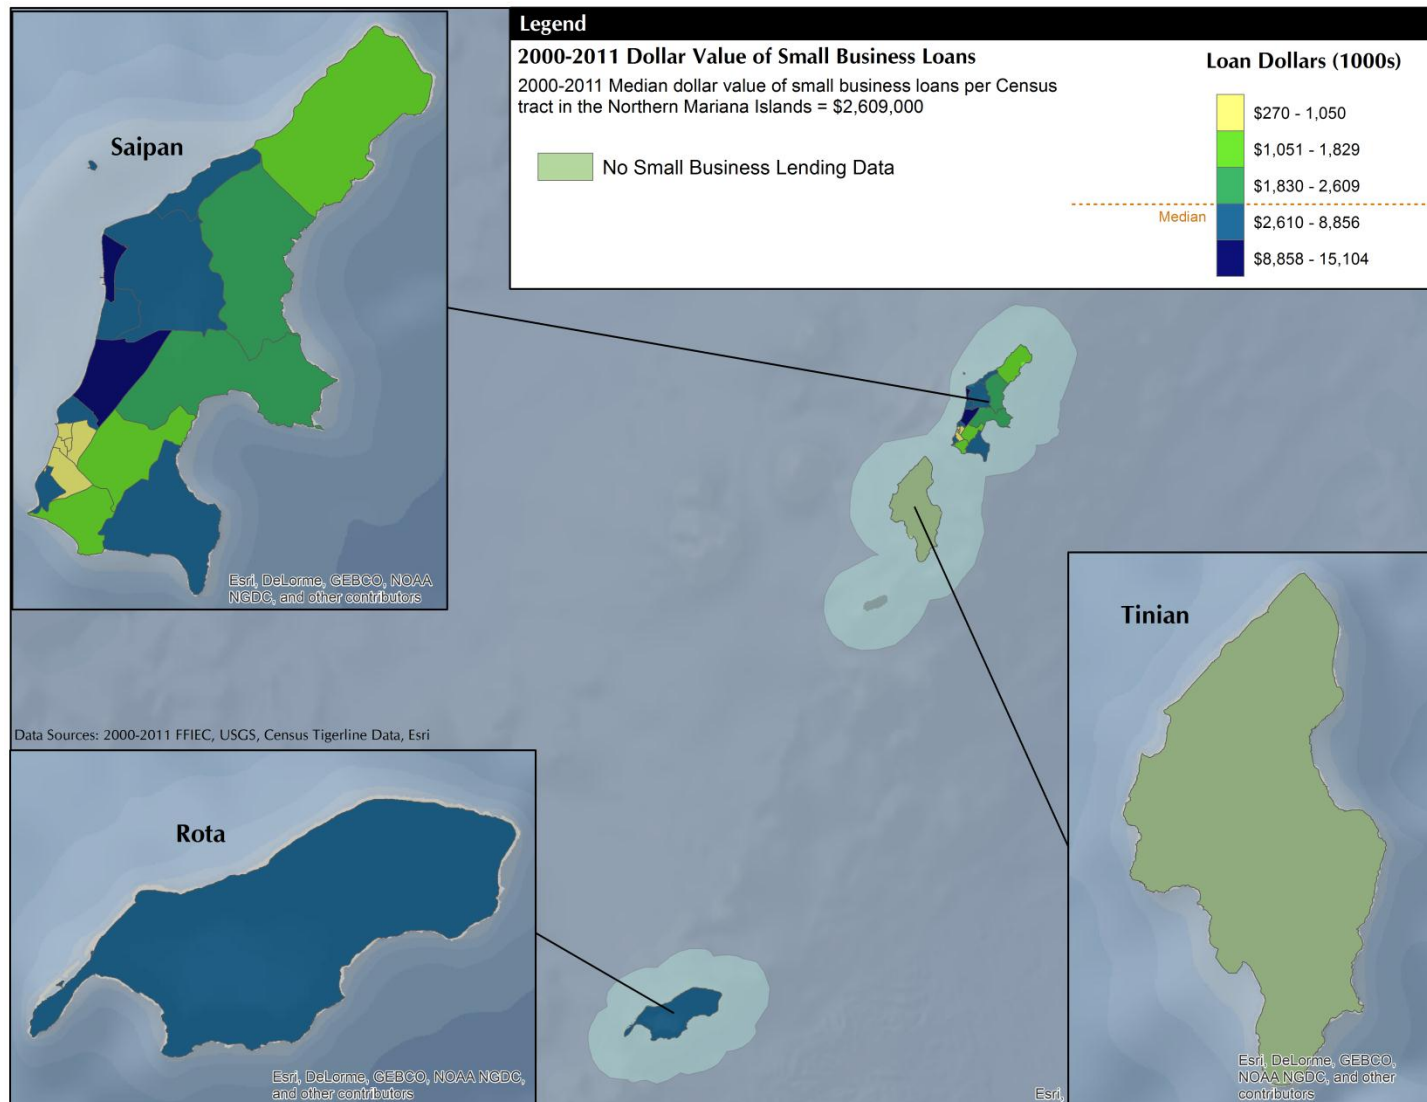 Legend
2000-2011 Dollar Value of Small Business Loans
2000-2011 Median dollar value of small business loans per Census
tract in the Northern Mariana Islands = $2,609,000
No Small Business Lending Data
Loan Dollars (1000s)
$270 - 1,050
$1,051 - 1,829
$1,830 - 2,609
Median
$2,610 - 8,856
$8,858 - 15,104
Saipan
Esri, DeLorme, GEBCO, NOAA
NGDC, and other contributors
Tinian
Esri, DeLorme, GEBCO,
NOAA NGDC, and other
contributors
Data Sources: 2000-2011 FFIEC, USGS, Census Tigerline Data, Esri
Rota
Esri, DeLorme, GEBCO, NOAA NGDC,
and other contributors
Esri,